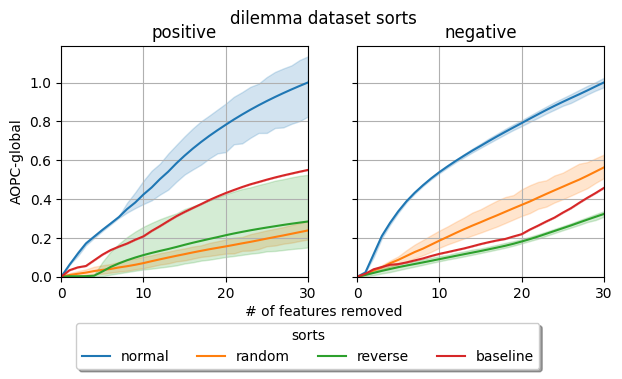 dilemma dataset sorts
positive
negative
AOPC-global
1.0
0.8
0.6
0.4
0.2
0.0
0 10 20 30
0 10 20 30
# of features removed
sorts
normal random reverse baseline